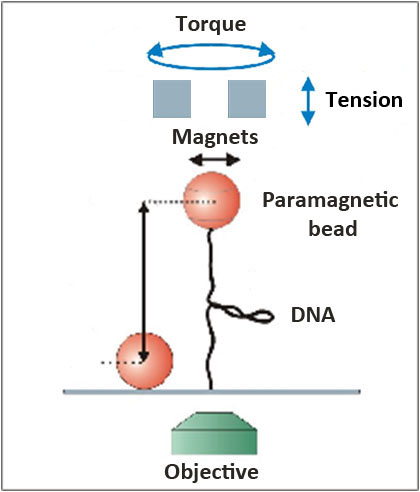 Torque
Tension
Magnets
Paramagnetic
bead
DNA
Objective